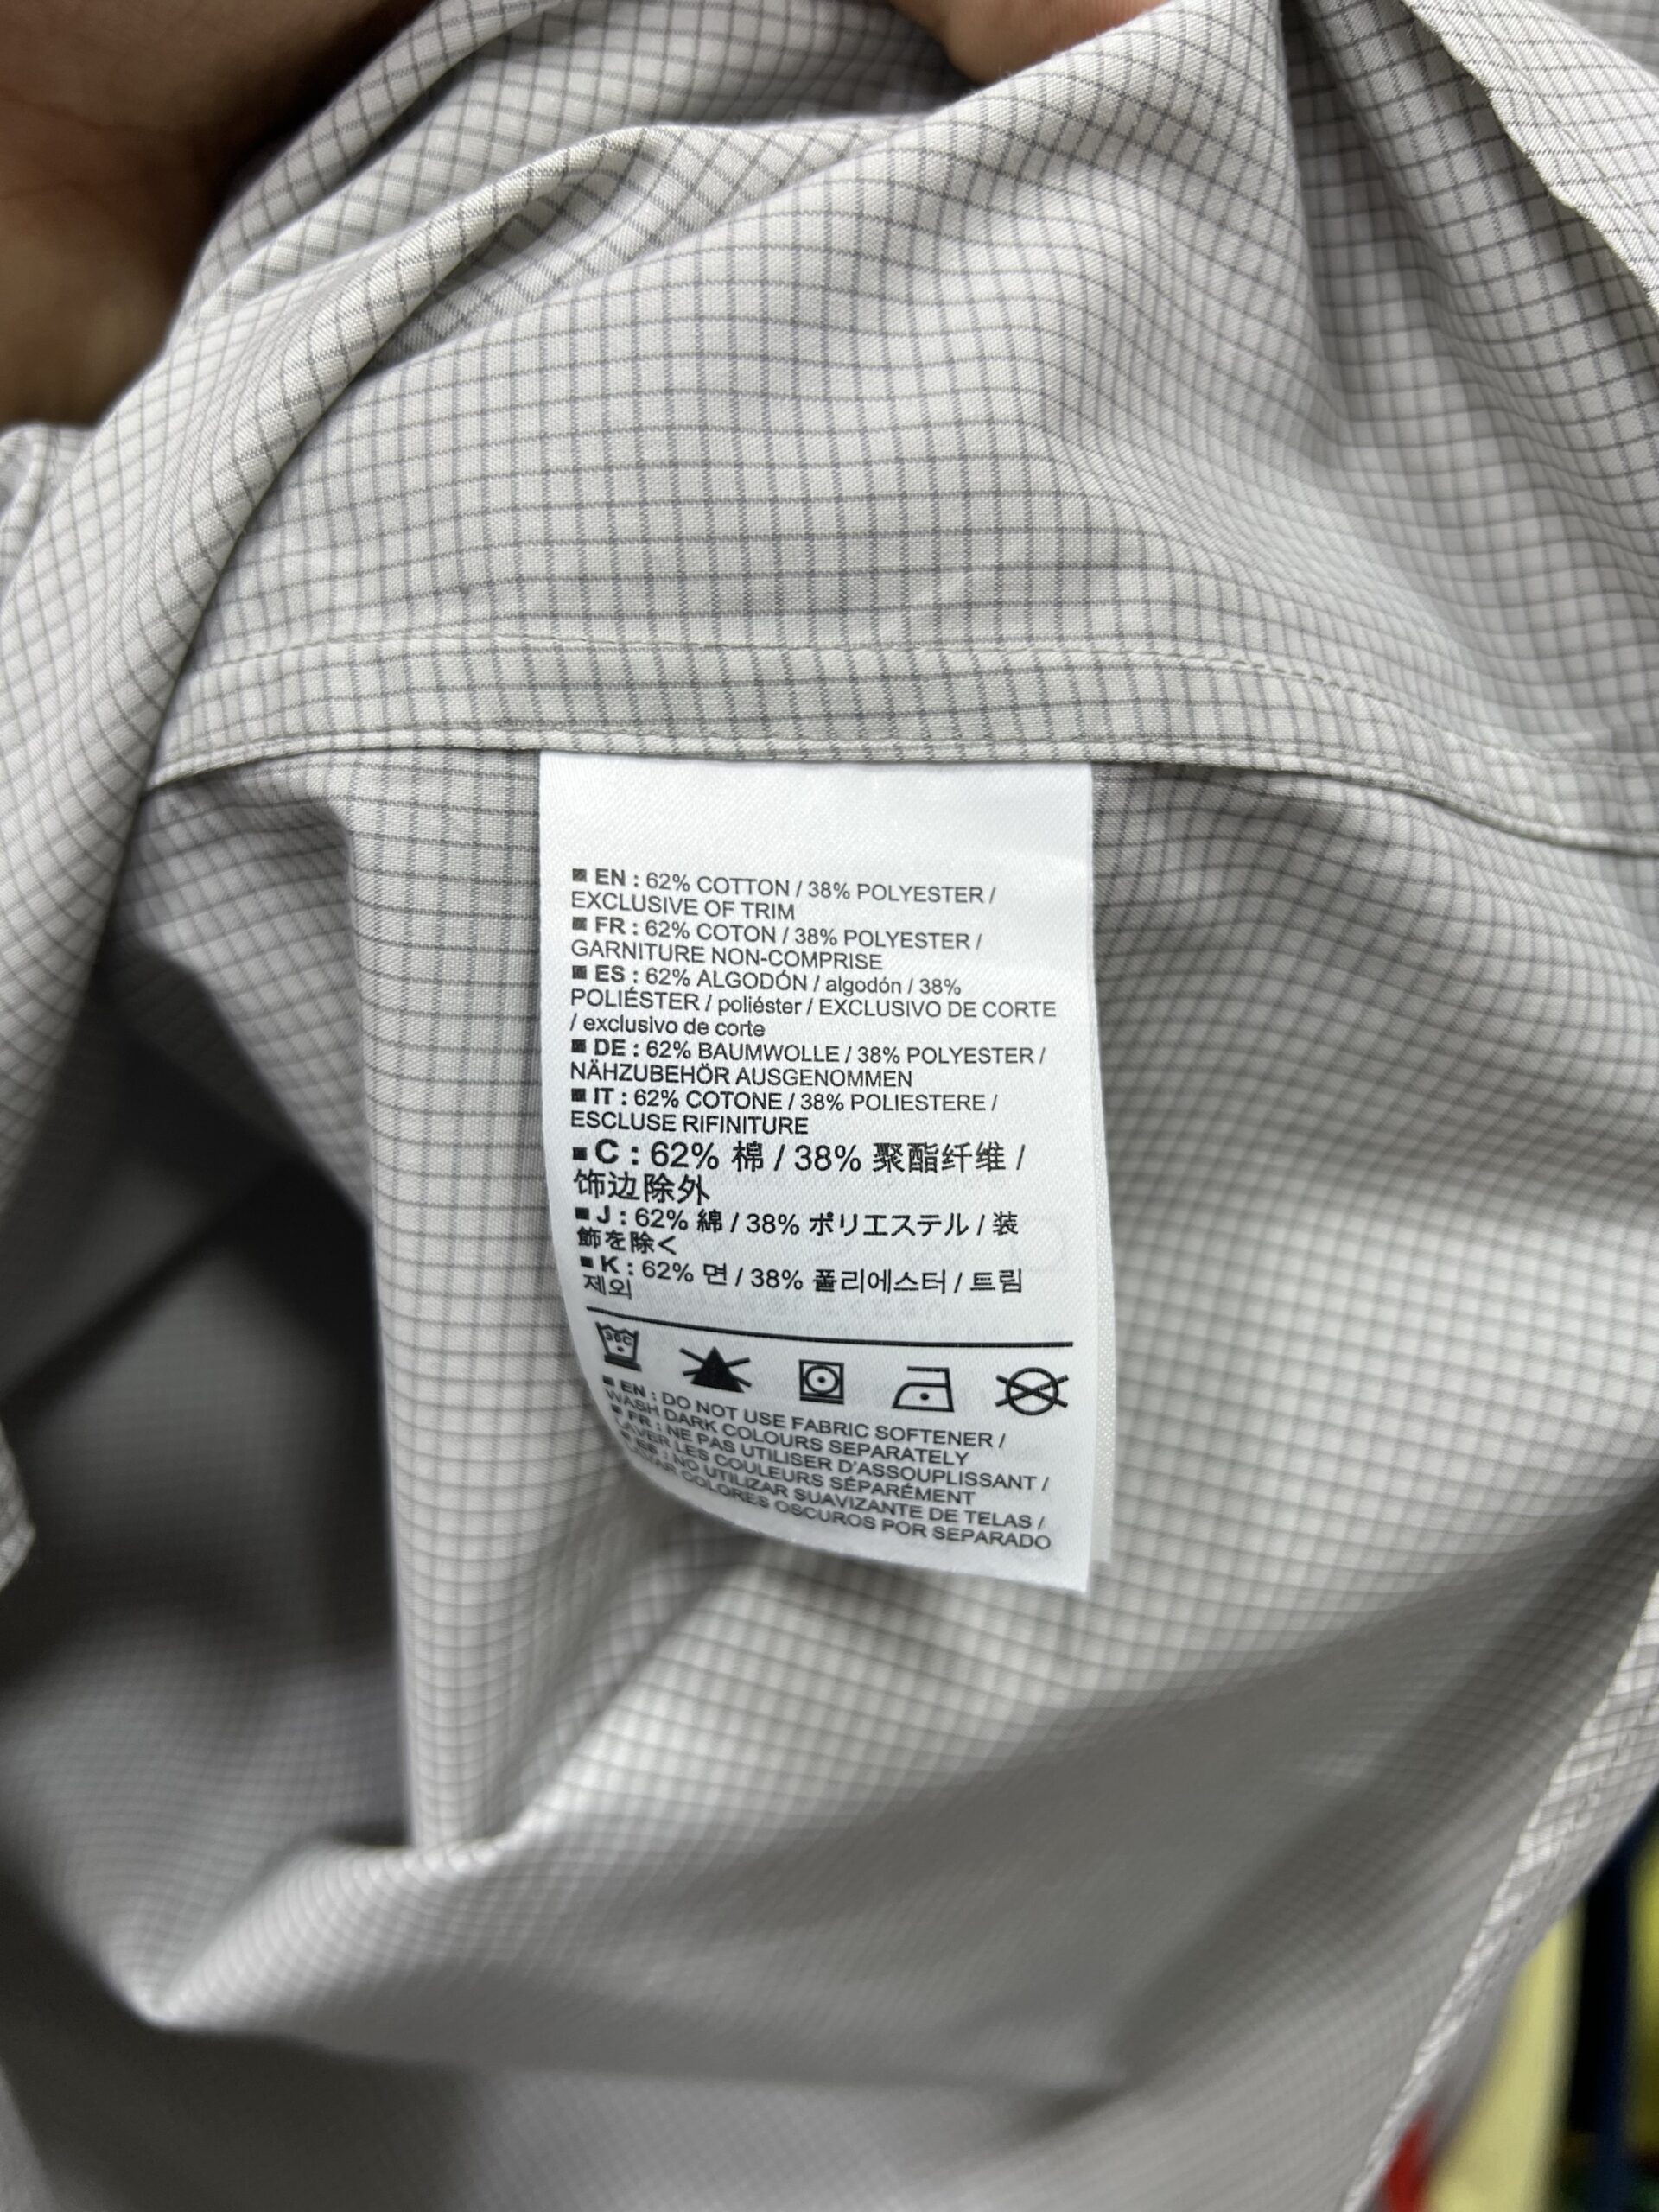 EN : 62% COTTON / 38% POLYESTER /
EXCLUSIVE OF TRIM
FR : 62% COTON / 38% POLYESTER /
GARNITURE NON-COMPRISE
ES : 62% ALGODÓN / algodón / 38%
POLIÉSTER / poliéster / EXCLUSIVO DE CORTE
/ exclusivo de corte
DE : 62% BAUMWOLLE / 38% POLYESTER /
NÄHZUBEHÖR AUSGENOMMEN
IT : 62% COTONE / 38% POLIESTERE /
ESCLUSE RIFINITURE
C : 62% 棉 / 38% 聚酯纤维 /
饰边除外
J : 62% 綿 / 38% ポリエステル / 装
飾を除く
K : 62% 면 / 38% 폴리에스터 / 트림
제외
30C
EN : DO NOT USE FABRIC SOFTENER /
WASH DARK COLOURS SEPARATELY
FR : NE PAS UTILISER D'ASSOUPLISSANT /
LAVER LES COULEURS SÉPARÉMENT
ES : NO UTILIZAR SUAVIZANTE DE TELAS /
COLORES OSCUROS POR SEPARADO